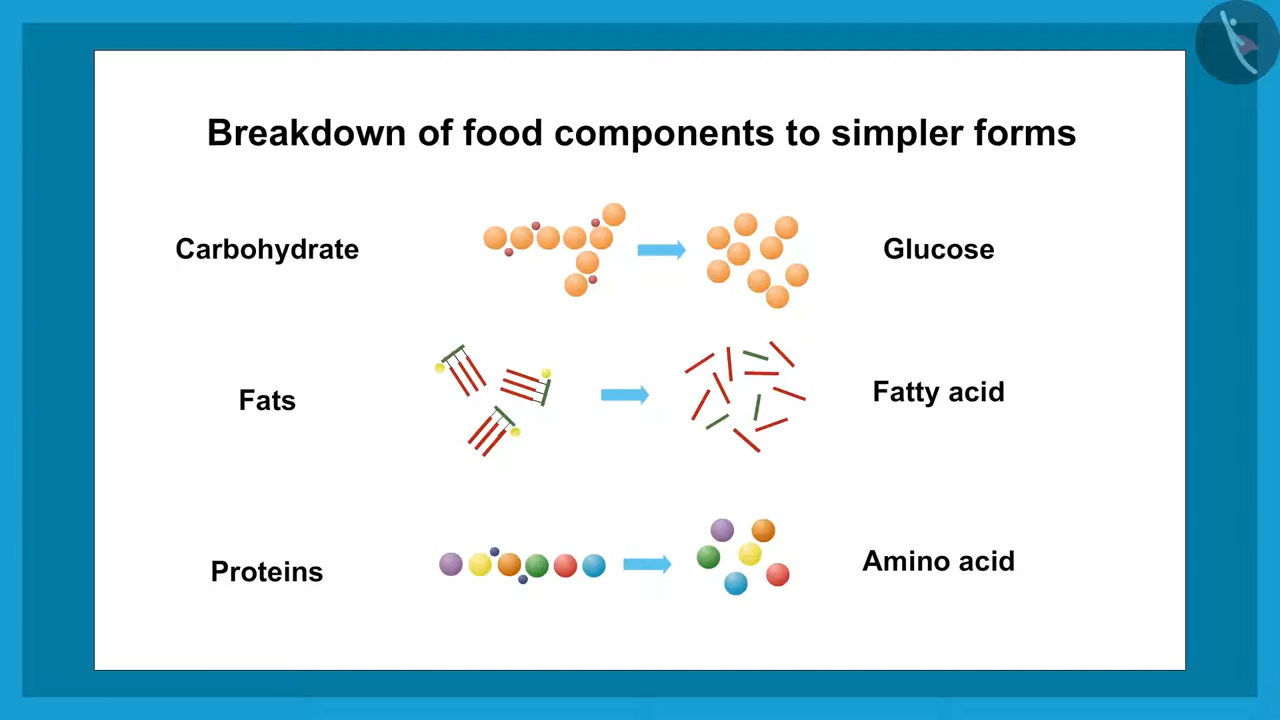 Breakdown of food components to simpler forms
Carbohydrate
Glucose
Fats
Fatty acid
Proteins
Amino acid